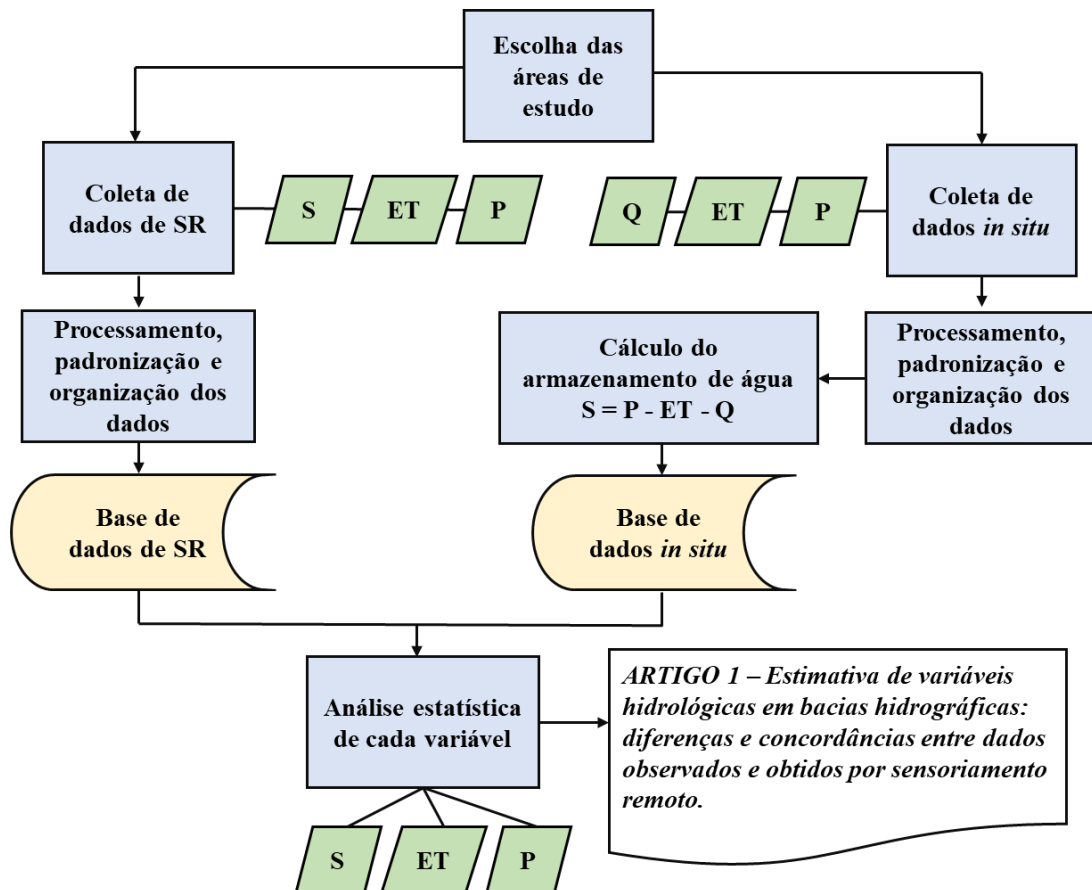 Escolha das
áreas de
estudo
Coleta de
dados de SR
S
ET
P
Q
ET
P
Coleta de
dados in situ
Processamento,
padronização e
organização dos
dados
Cálculo do
armazenamento de água
S = P - ET - Q
Processamento,
padronização e
organização dos
dados
Base de
dados de SR
Base de
dados in situ
Análise estatística
de cada variável
ARTIGO 1 – Estimativa de variáveis
hidrológicas em bacias hidrográficas:
diferenças e concordâncias entre dados
observados e obtidos por sensoriamento
remoto.
S
ET
P